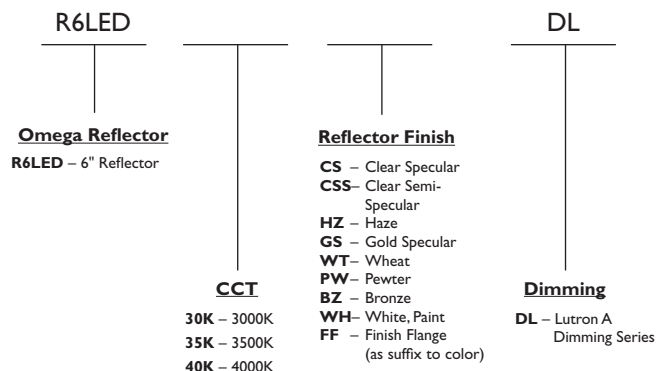 R6LED
DL
Omega Reflector
R6LED – 6" Reflector
CCT
30K – 3000K
35K – 3500K
40K – 4000K
Reflector Finish
CS – Clear Specular
CSS– Clear Semi-
Specular
HZ – Haze
GS – Gold Specular
WT– Wheat
PW– Pewter
BZ – Bronze
WH– White, Paint
FF – Finish Flange
(as suffix to color)
Dimming
DL – Lutron A
Dimming Series